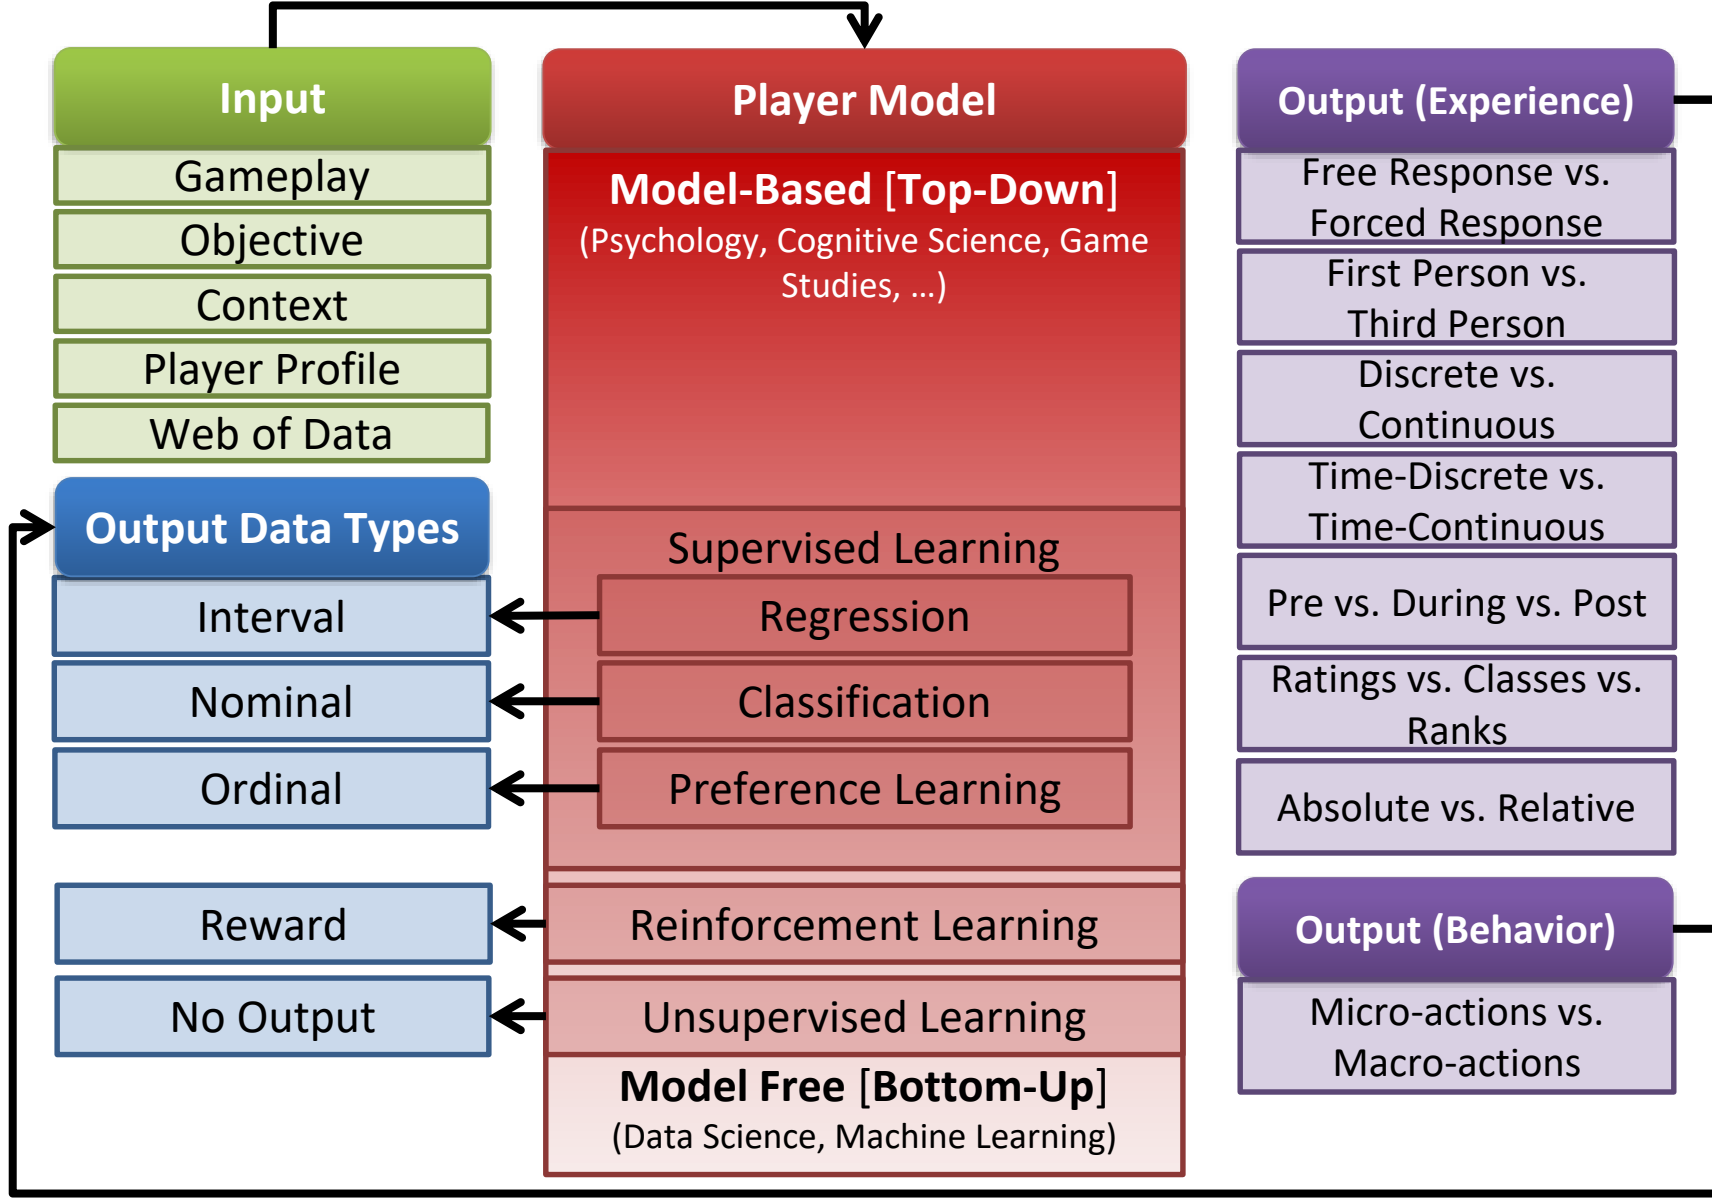 Input
Gameplay
Objective
Context
Player Profile
Web of Data
Output Data Types
Interval
Nominal
Ordinal
Reward
No Output
Player Model
Model-Based [Top-Down]
(Psychology, Cognitive Science, Game
Studies, ...)
Supervised Learning
Regression
Classification
Preference Learning
Reinforcement Learning
Unsupervised Learning
Model Free [Bottom-Up]
(Data Science, Machine Learning)
Output (Experience)
Free Response vs.
Forced Response
First Person vs.
Third Person
Discrete vs.
Continuous
Time-Discrete vs.
Time-Continuous
Pre vs. During vs. Post
Ratings vs. Classes vs.
Ranks
Absolute vs. Relative
Output (Behavior)
Micro-actions vs.
Macro-actions